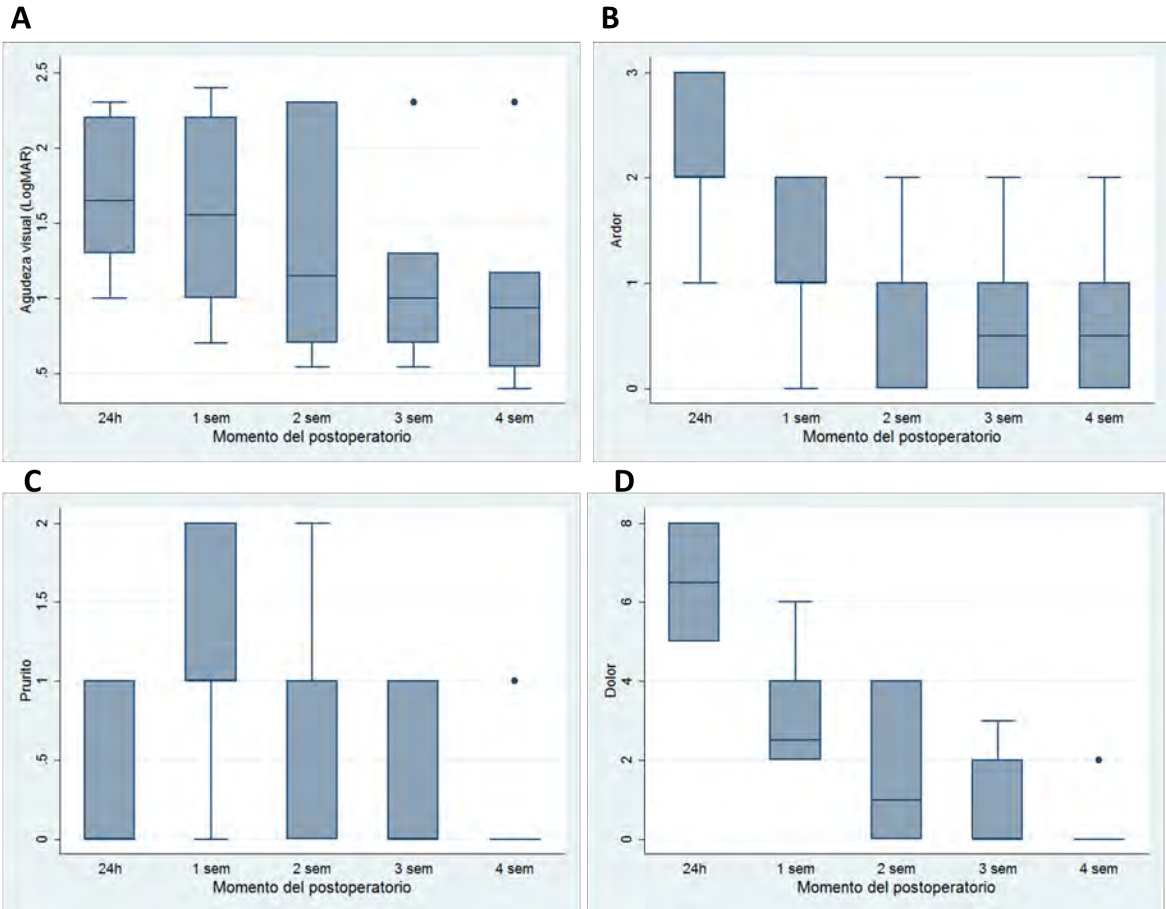 A
Agudeza visual (LogMAR)
2.5
2
1.5
1
.5
24h 1 sem 2 sem 3 sem 4 sem
Momento del postoperatorio
B
Ardor
3
2
1
0
24h 1 sem 2 sem 3 sem 4 sem
Momento del postoperatorio
C
Prurito
2
1.5
1
.5
0
24h 1 sem 2 sem 3 sem 4 sem
Momento del postoperatorio
D
Dolor
8
6
4
2
0
24h 1 sem 2 sem 3 sem 4 sem
Momento del postoperatorio